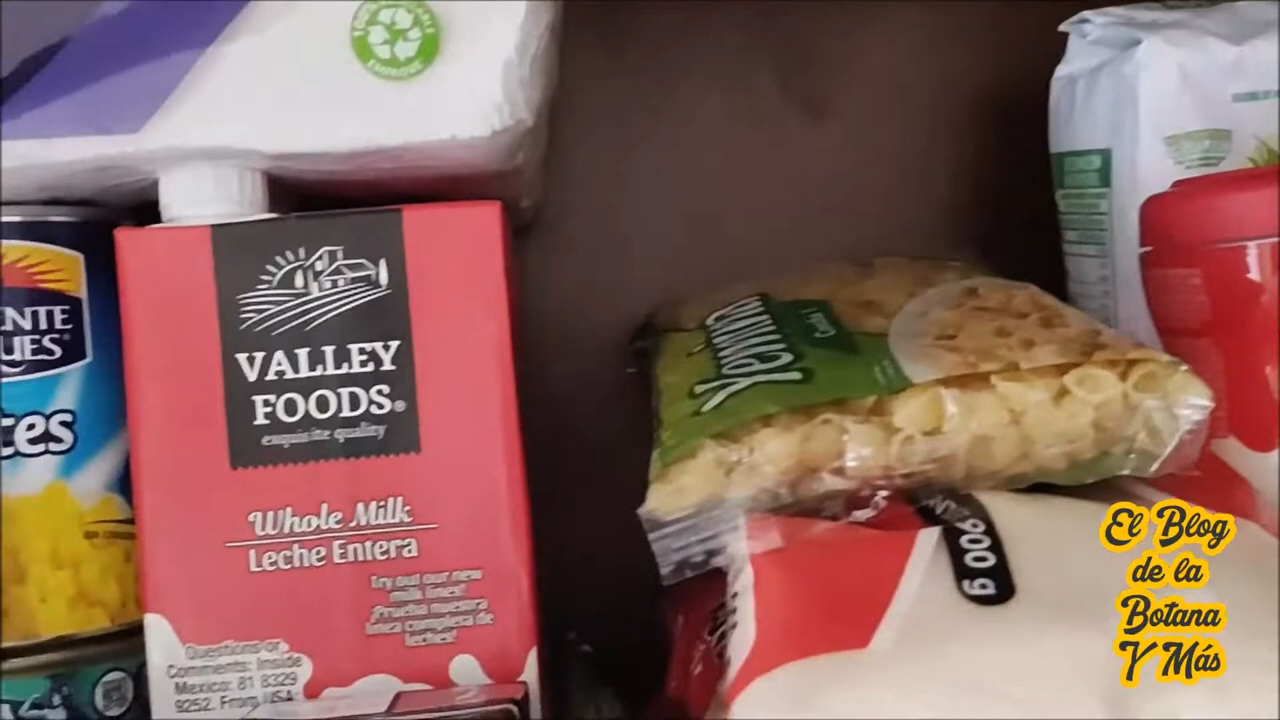 ENTE
UES®
tes
VALLEY
FOODS®
exquisite quality
Whole Milk
Leche Entera
Try out our new
milk lines!
¡Prueba nuestra
línea completa de
leches!
Questions or
Comments: Inside
Mexico: 81 8329
9252. From USA:
Yemina
900 g
El Blog
de la
Botana
Y Más